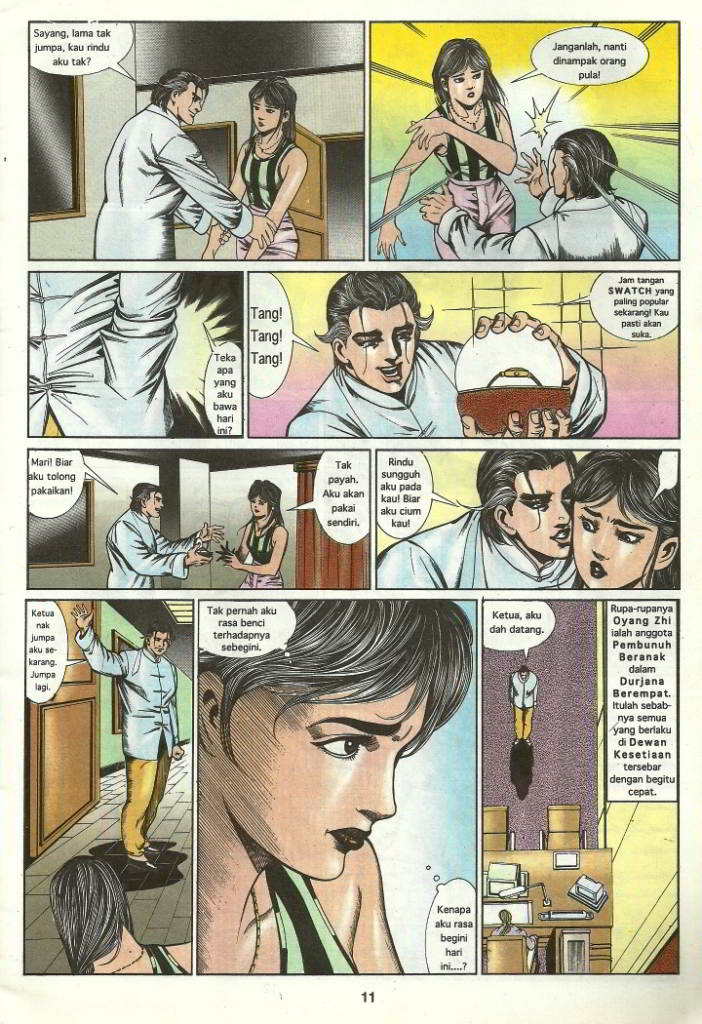 Sayang, lama tak
jumpa, kau rindu
aku tak?
Janganlah, nanti
dinampak orang
pula!
Teka
apa
yang
aku
bawa
hari
ini?
Tang!
Tang!
Tang!
Jam tangan
SWATCH yang
paling popular
sekarang! Kau
pasti akan
suka.
Mari! Biar
aku tolong
pakaikan!
Tak
payah.
Aku akan
pakai
sendiri.
Rindu
sungguh
aku pada
kau! Biar
aku cium
kau!
Ketua
nak
jumpa
aku se-
karang.
Jumpa
lagi.
Tak pernah aku
rasa benci
terhadapnya
sebegini.
Kenapa
aku rasa
begini
hari
ini....?
Ketua, aku
dah datang.
Rupa-rupanya
Oyang Zhi
ialah anggota
Pembunuh
Beranak
dalam
Durjana
Berempat.
Itulah sebab-
nya semua
yang berlaku
di Dewan
Kesetiaan
tersebar
dengan begitu
cepat.
11